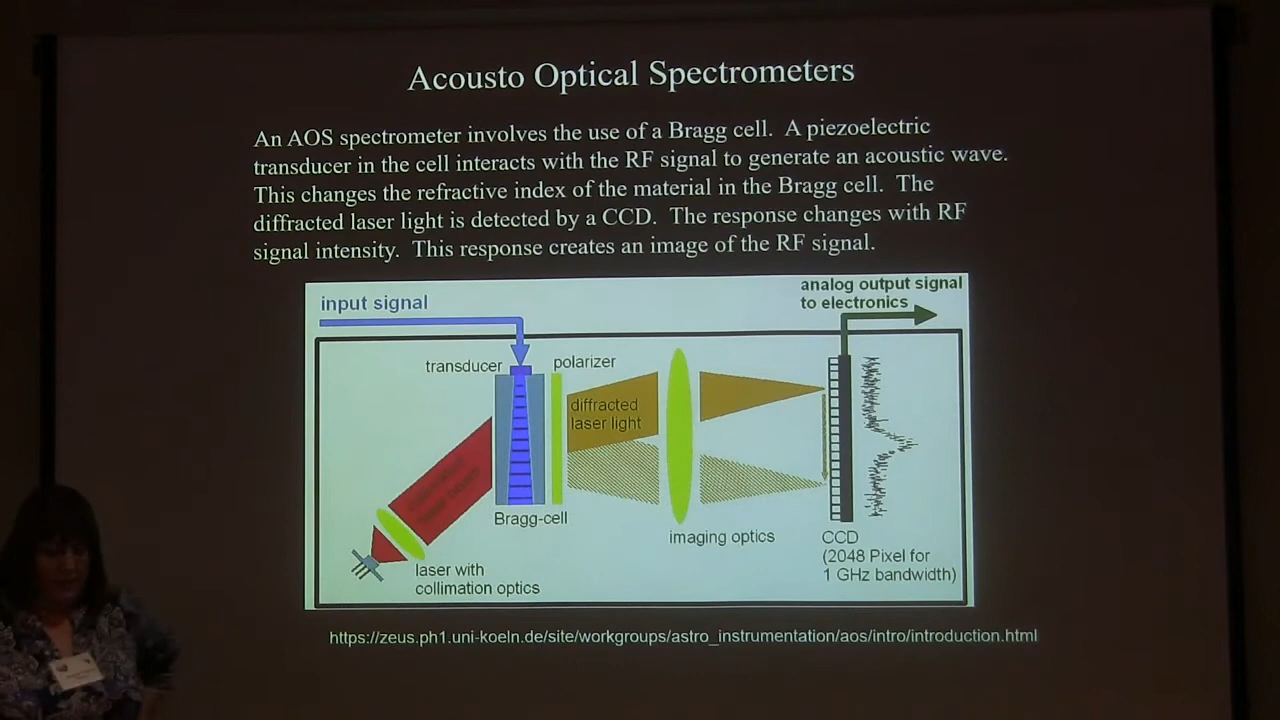 Acousto Optical Spectrometers
An AOS spectrometer involves the use of a Bragg cell. A piezoelectric
transducer in the cell interacts with the RF signal to generate an acoustic wave.
This changes the refractive index of the material in the Bragg cell. The
diffracted laser light is detected by a CCD. The response changes with RF
signal intensity. This response creates an image of the RF signal.
input signal
analog output signal
to electronics
transducer
polarizer
diffracted
laser light
Bragg-cell
imaging optics
laser with
collimation optics
CCD
(2048 Pixel for
1 GHz bandwidth)
https://zeus.ph1.uni-koeln.de/site/workgroups/astro_instrumentation/aos/intro/introduction.html